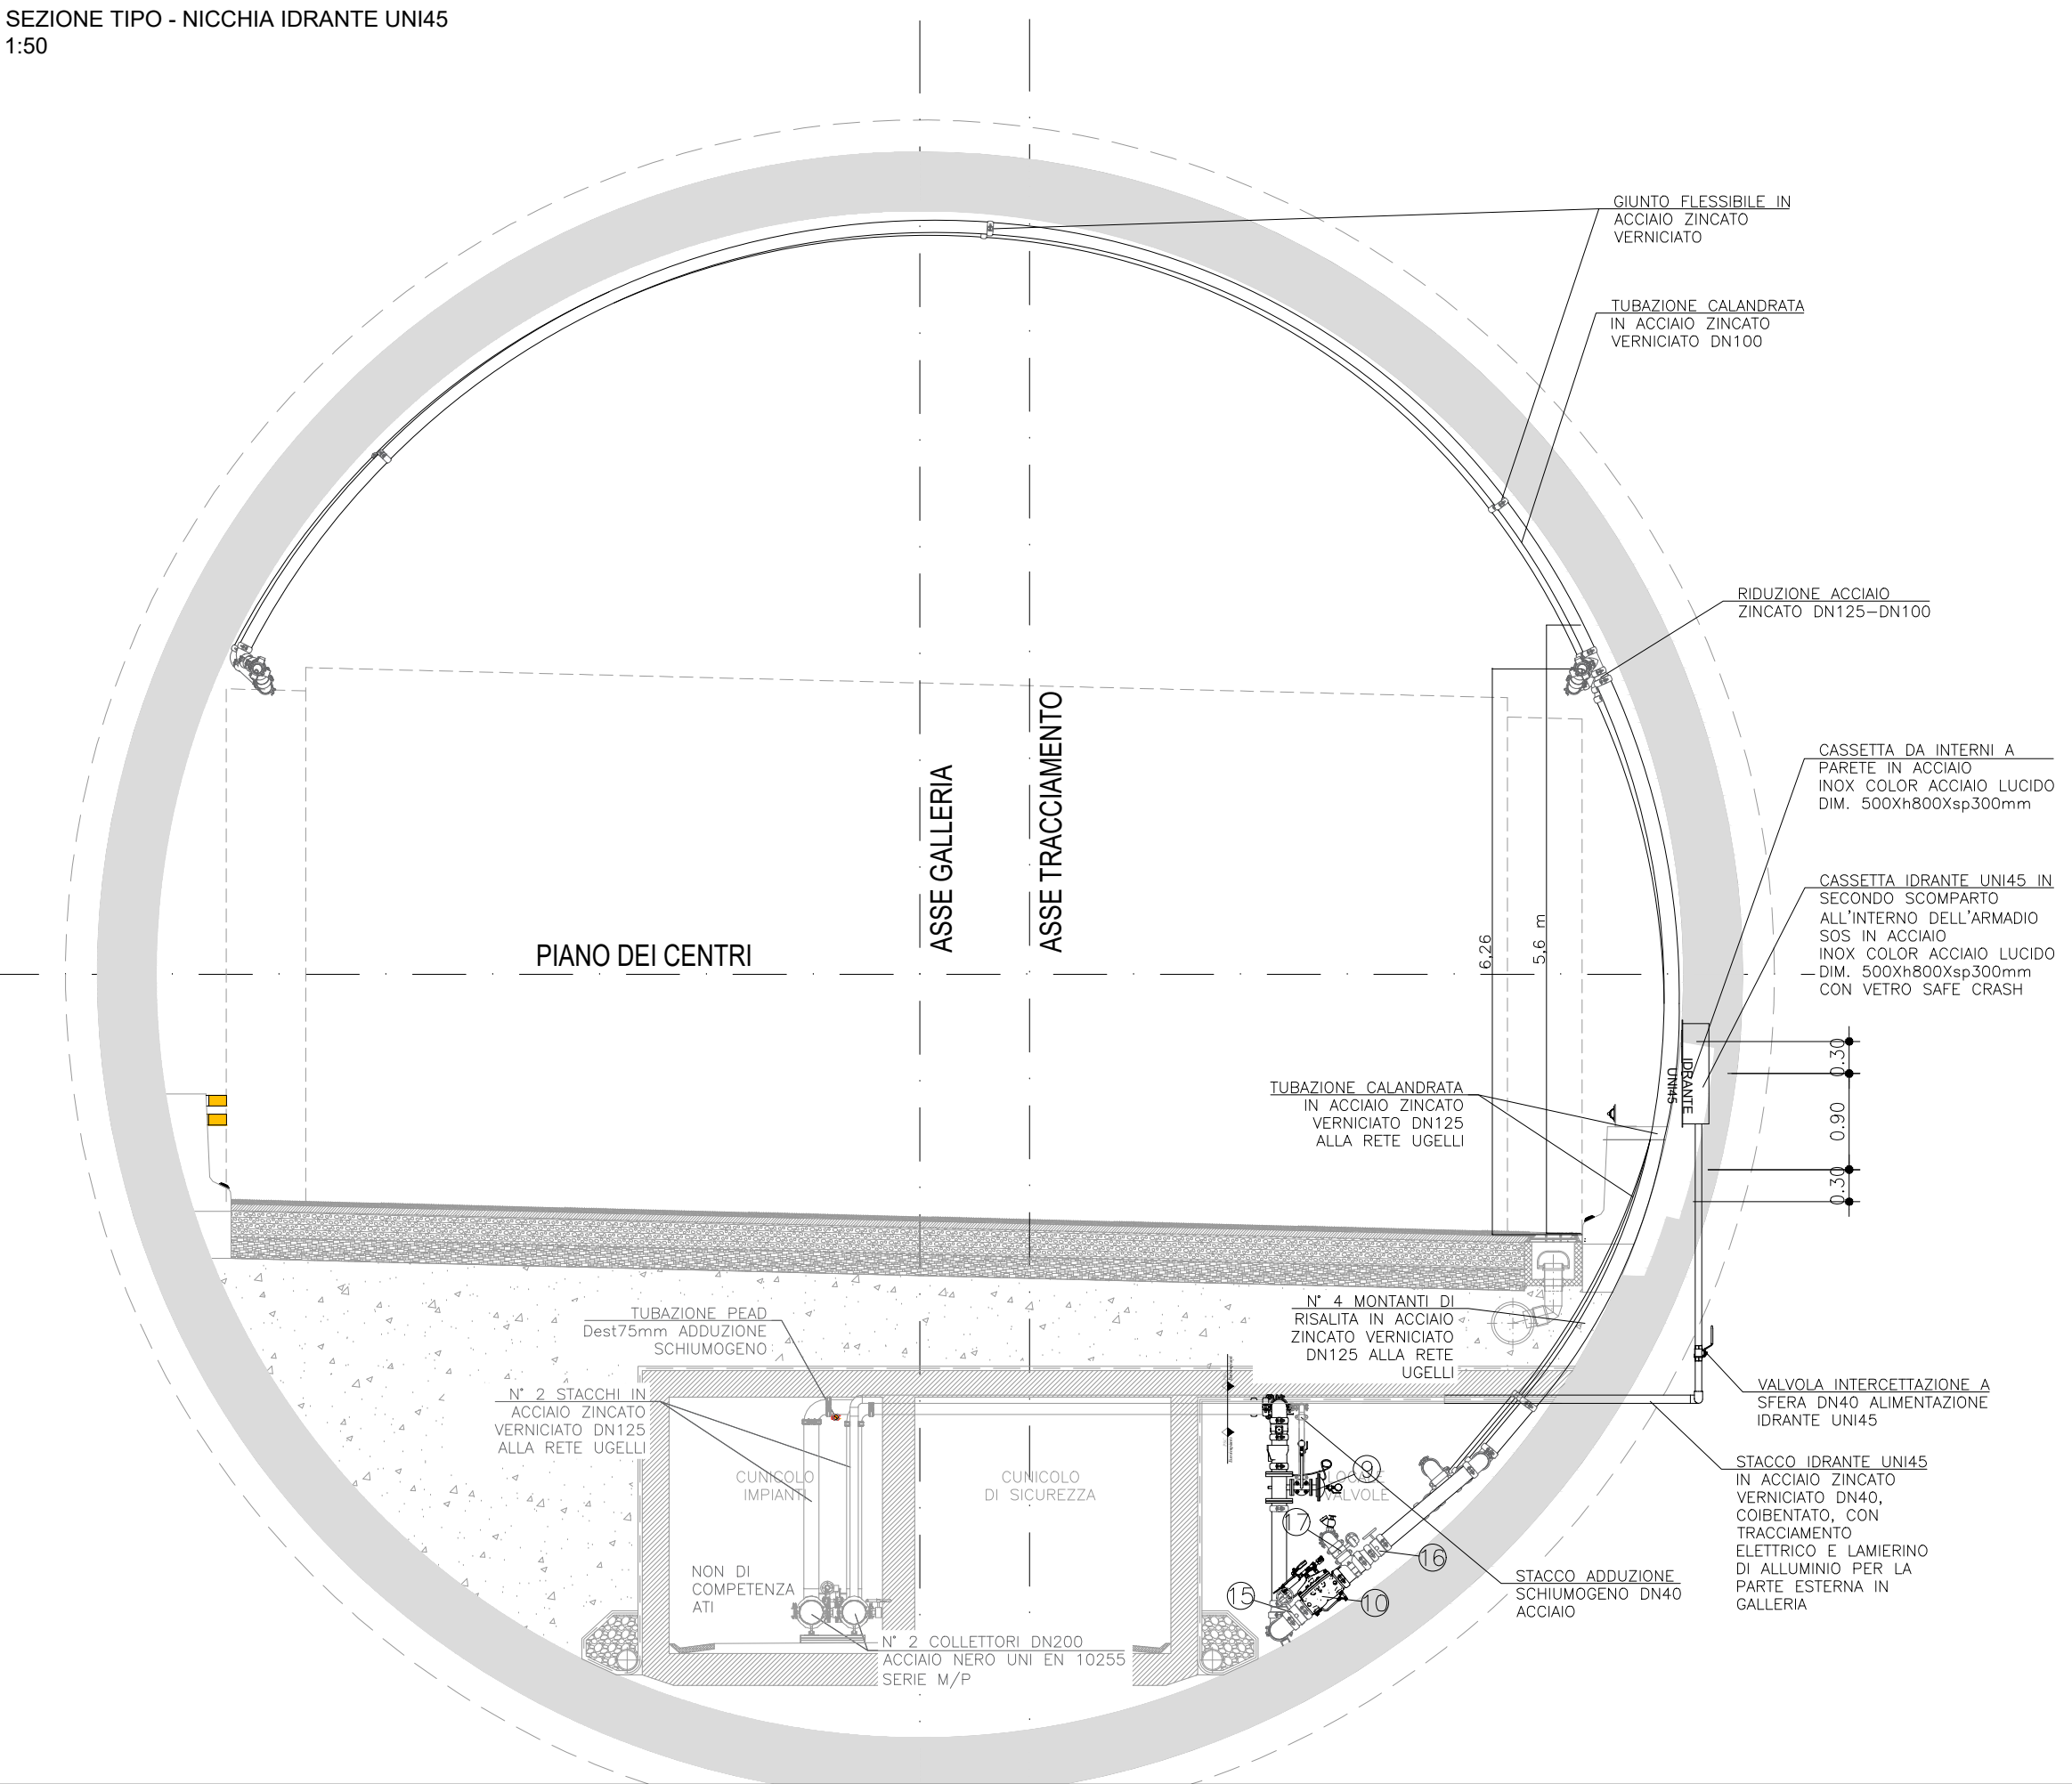 SEZIONE TIPO - NICCHIA IDRANTE UNI45
1:50
GIUNTO FLESSIBILE IN
ACCIAIO ZINCATO
VERNICIATO
TUBAZIONE CALANDRATA
IN ACCIAIO ZINCATO
VERNICIATO DN100
RIDUZIONE ACCIAIO
ZINCATO DN125-DN100
CASSETTA DA INTERNI A
PARETE IN ACCIAIO
INOX COLOR ACCIAIO LUCIDO
DIM. 500Xh800Xsp300mm
CASSETTA IDRANTE UNI45 IN
SECONDO SCOMPARTO
ALL'INTERNO DELL'ARMADIO
SOS IN ACCIAIO
INOX COLOR ACCIAIO LUCIDO
DIM. 500Xh800Xsp300mm
CON VETRO SAFE CRASH
ASSE GALLERIA
ASSE TRACCIAMENTO
PIANO DEI CENTRI
6,26
5,6 m
IDRANTE
UNI45
0.30
0.90
0.30
TUBAZIONE CALANDRATA
IN ACCIAIO ZINCATO
VERNICIATO DN125
ALLA RETE UGELLI
N° 4 MONTANTI DI
RISALITA IN ACCIAIO
ZINCATO VERNICIATO
DN125 ALLA RETE
UGELLI
TUBAZIONE PEAD
Dest75mm ADDUZIONE
SCHIUMOGENO
N° 2 STACCHI IN
ACCIAIO ZINCATO
VERNICIATO DN125
ALLA RETE UGELLI
CUNICOLO
IMPIANTI
CUNICOLO
DI SICUREZZA
LOCALE
VALVOLE
9
17
16
15
10
NON DI
COMPETENZA
ATI
N° 2 COLLETTORI DN200
ACCIAIO NERO UNI EN 10255
SERIE M/P
VALVOLA INTERCETTAZIONE A
SFERA DN40 ALIMENTAZIONE
IDRANTE UNI45
STACCO IDRANTE UNI45
IN ACCIAIO ZINCATO
VERNICIATO DN40,
COIBENTATO, CON
TRACCIAMENTO
ELETTRICO E LAMIERINO
DI ALLUMINIO PER LA
PARTE ESTERNA IN
GALLERIA
STACCO ADDUZIONE
SCHIUMOGENO DN40
ACCIAIO